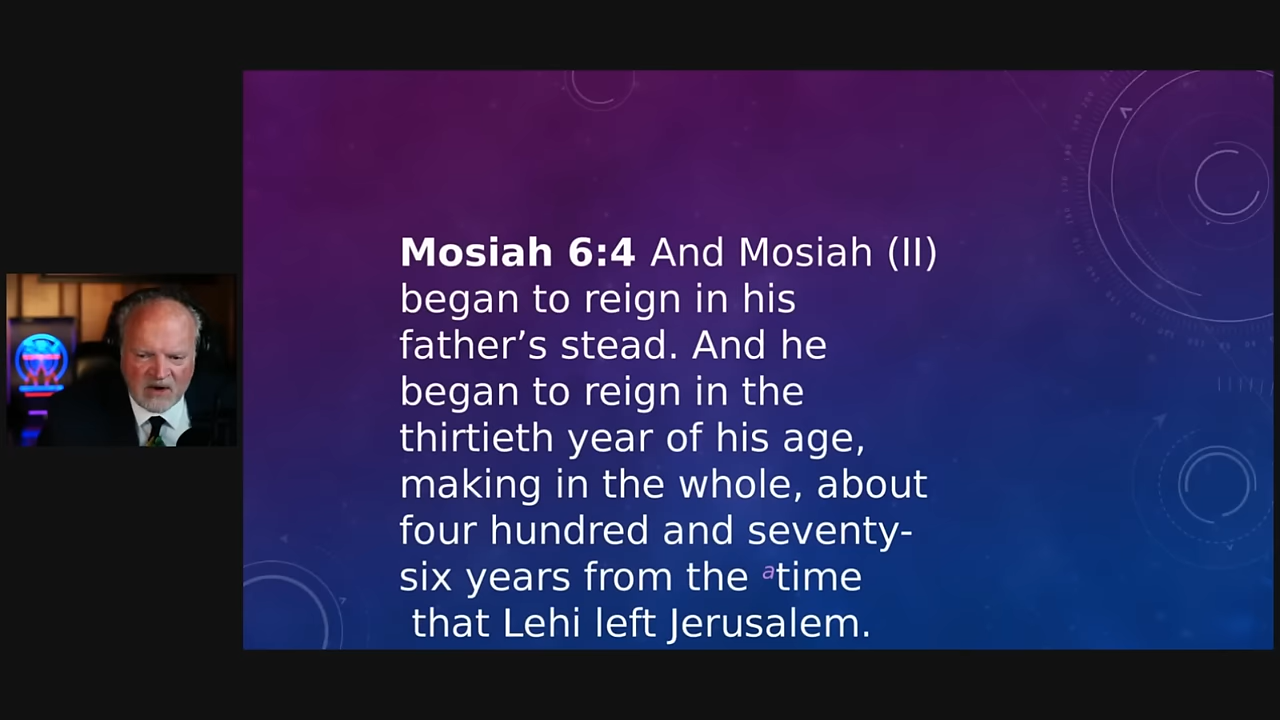 Mosiah 6:4 And Mosiah (II)
began to reign in his
father’s stead. And he
began to reign in the
thirtieth year of his age,
making in the whole, about
four hundred and seventy-
six years from the atime
that Lehi left Jerusalem.